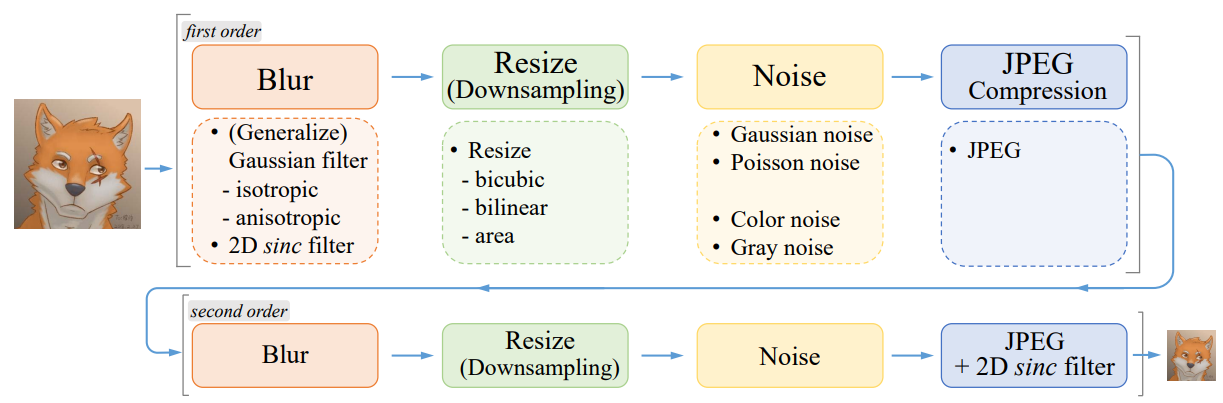 first order
Blur
Resize
(Downsampling)
Noise
JPEG
Compression
• (Generalize)
Gaussian filter
- isotropic
- anisotropic
• 2D sinc filter
• Resize
- bicubic
- bilinear
- area
• Gaussian noise
• Poisson noise
• Color noise
• Gray noise
• JPEG
second order
Blur
Resize
(Downsampling)
Noise
JPEG
+ 2D sinc filter